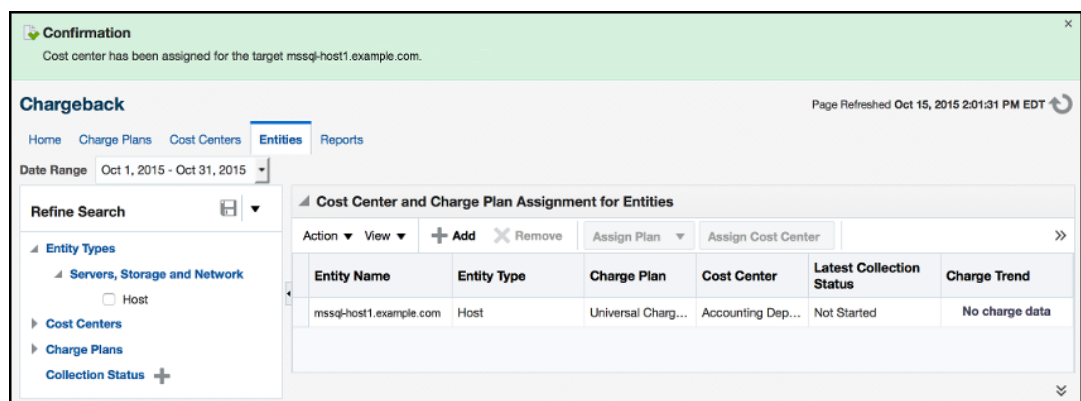 Confirmation
Cost center has been assigned for the target mssql-host1.example.com.
Chargeback
Page Refreshed Oct 15, 2015 2:01:31 PM EDT
Home Charge Plans Cost Centers Entities Reports
Date Range Oct 1, 2015 - Oct 31, 2015
Refine Search
Entity Types
Servers, Storage and Network
Host
Cost Centers
Charge Plans
Collection Status
Cost Center and Charge Plan Assignment for Entities
Action View Add Remove Assign Plan Assign Cost Center
Entity Name Entity Type Charge Plan Cost Center Latest Collection Status Charge Trend
mssql-host1.example.com Host Universal Charg... Accounting Dep... Not Started No charge data